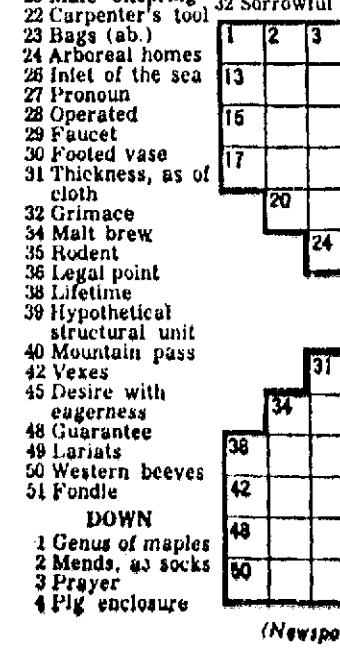 32 Sorrowful
22 Carpenter's tool
23 Bags (ab.)
24 Arboreal homes
26 Inlet of the sea
27 Pronoun
28 Operated
29 Faucet
30 Footed vase
31 Thickness, as of
cloth
32 Grimace
34 Malt brew
35 Rodent
36 Legal point
38 Lifetime
39 Hypothetical
structural unit
40 Mountain pass
42 Vexes
45 Desire with
eagerness
48 Guarantee
49 Lariats
50 Western beeves
51 Fondle
DOWN
1 Genus of maples
2 Mends, as socks
3 Prayer
4 Pig enclosure
1 2 3
13
15
17
20
24
31
34
38
42
48
50
(Newspa